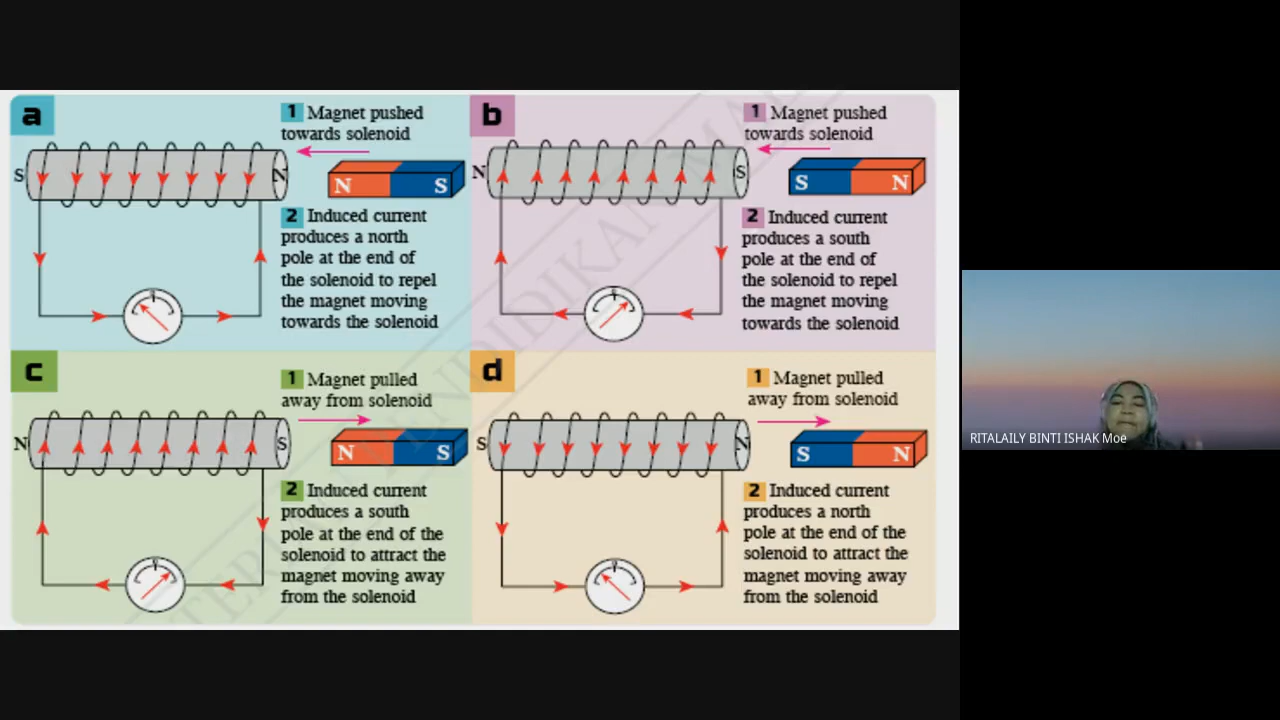 a
1 Magnet pushed
towards solenoid
S
N
N
S
2 Induced current
produces a north
pole at the end of
the solenoid to repel
the magnet moving
towards the solenoid
b
1 Magnet pushed
towards solenoid
N
S
S
N
2 Induced current
produces a south
pole at the end of
the solenoid to repel
the magnet moving
towards the solenoid
c
1 Magnet pulled
away from solenoid
N
S
N
S
2 Induced current
produces a south
pole at the end of the
solenoid to attract the
magnet moving away
from the solenoid
d
1 Magnet pulled
away from solenoid
S
N
S
N
2 Induced current
produces a north
pole at the end of the
solenoid to attract the
magnet moving away
from the solenoid
RITALAILY BINTI ISHAK Moe